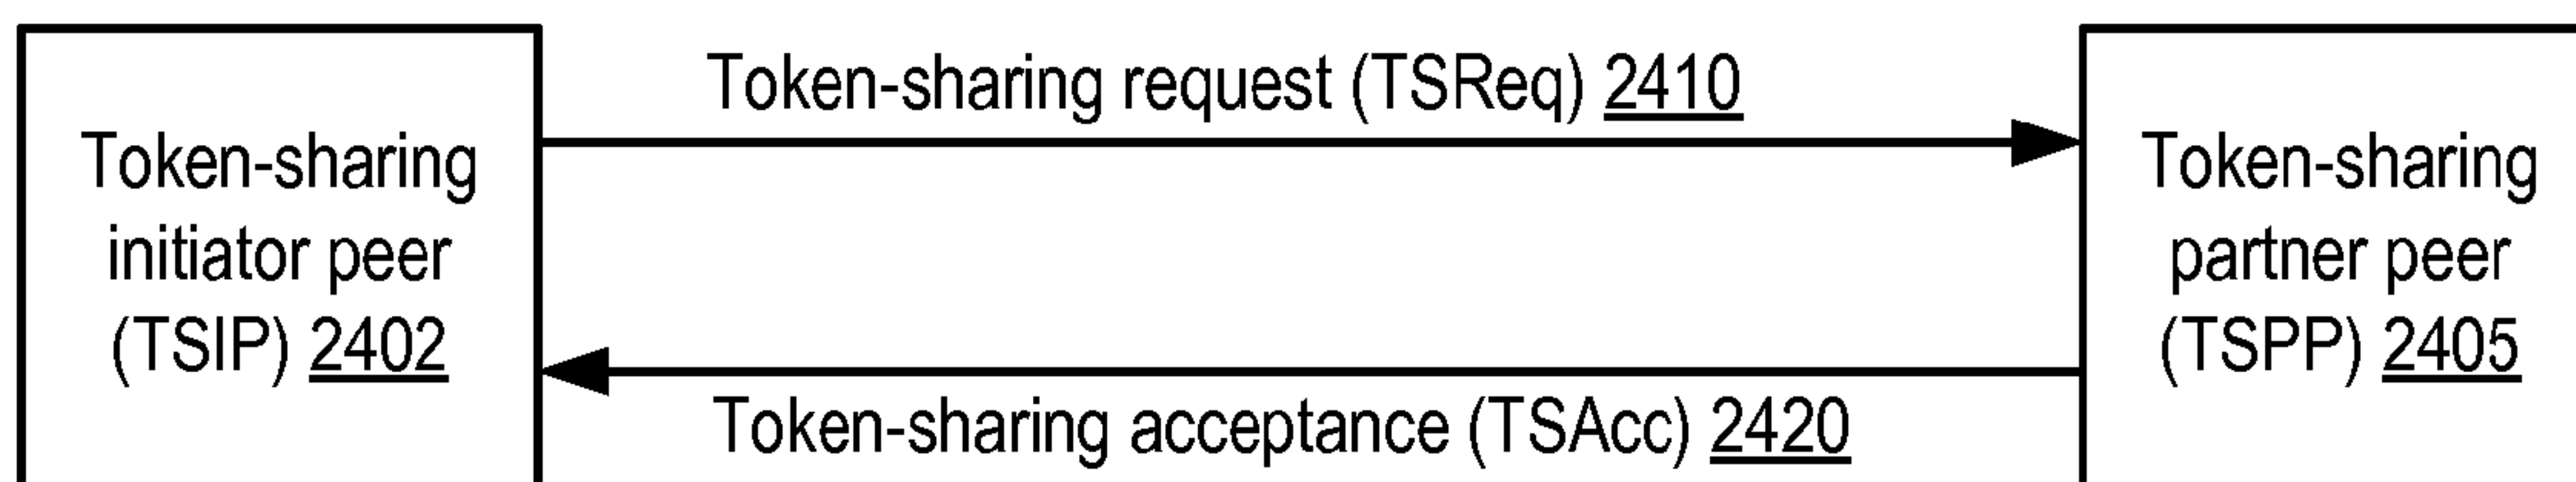 Token-sharing request (TSReq) 2410
Token-sharing
initiator peer
(TSIP) 2402
Token-sharing
partner peer
(TSPP) 2405
Token-sharing acceptance (TSAcc) 2420